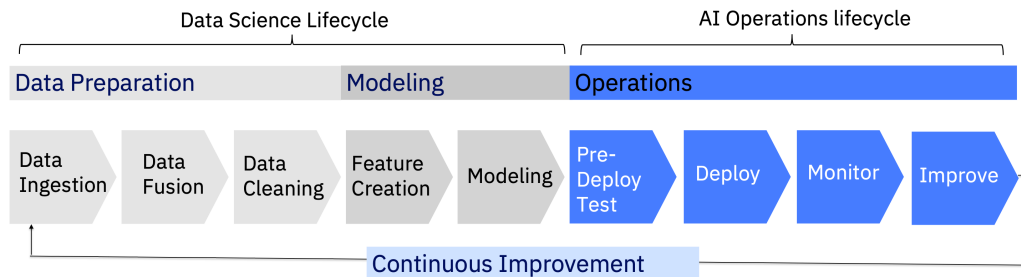 Data Science Lifecycle
AI Operations lifecycle
Data Preparation
Modeling
Operations
Data
Ingestion
Data
Fusion
Data
Cleaning
Feature
Creation
Modeling
Pre-
Deploy
Test
Deploy
Monitor
Improve
Continuous Improvement